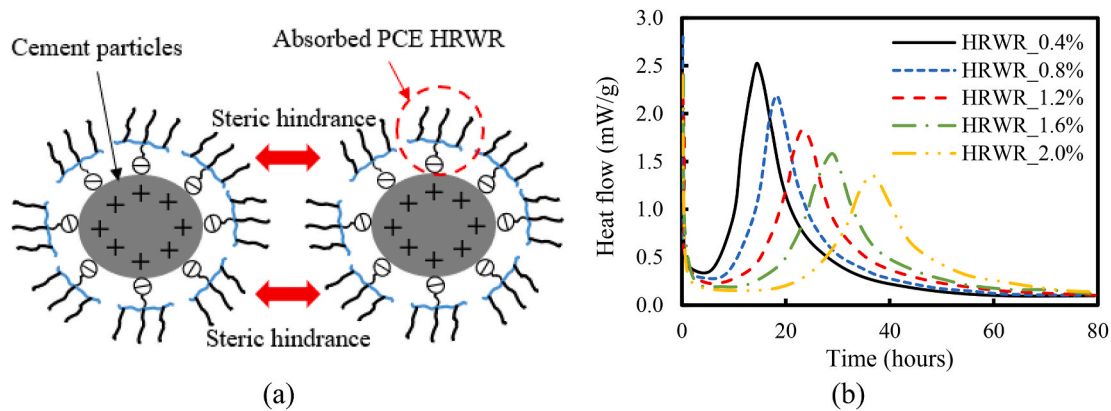 Cement particles
Absorbed PCE HRWR
Steric hindrance
Steric hindrance
+ + + + + + + +
+ + + + + + + +
(a)
Heat flow (mW/g)
3.0
2.5
2.0
1.5
1.0
0.5
0.0
HRWR_0.4%
HRWR_0.8%
HRWR_1.2%
HRWR_1.6%
HRWR_2.0%
0 20 40 60 80
Time (hours)
(b)